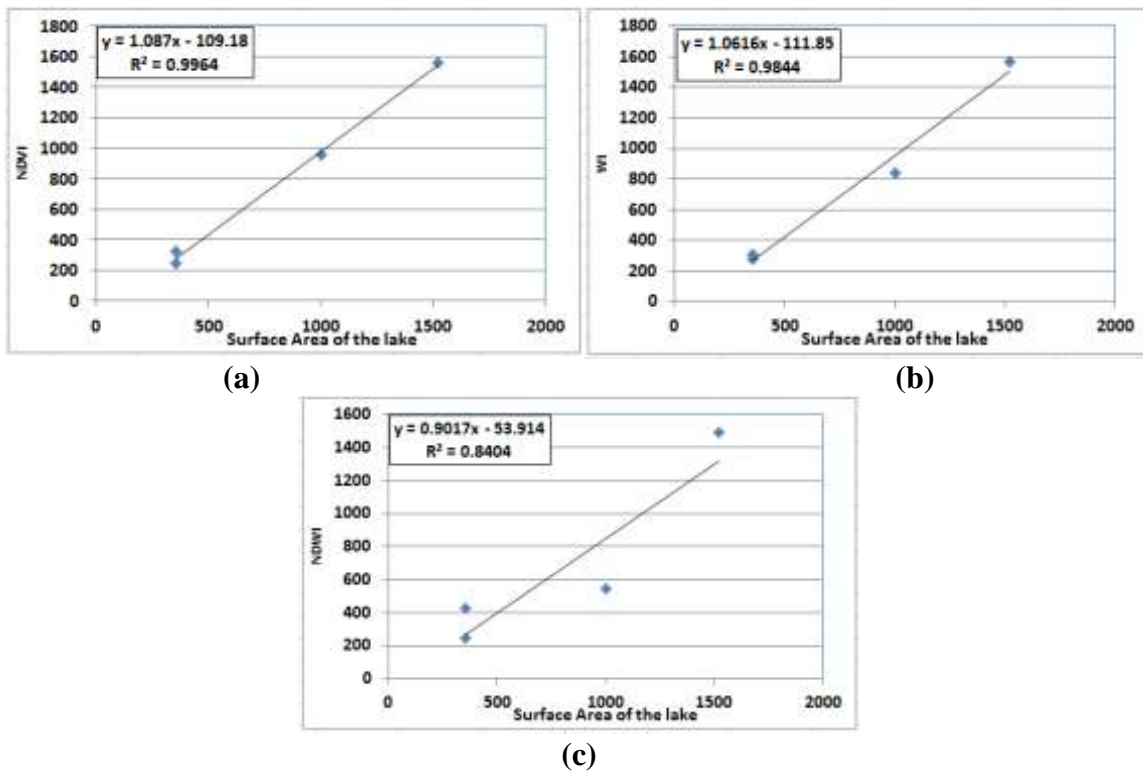 y = 1.087x - 109.18
R² = 0.9964
1800
1600
1400
1200
1000
800
600
400
200
0
NDVI
0 500 1000 1500 2000
Surface Area of the lake
(a)
y = 1.0616x - 111.85
R² = 0.9844
1800
1600
1400
1200
1000
800
600
400
200
0
WI
0 500 1000 1500 2000
Surface Area of the lake
(b)
y = 0.9017x - 53.914
R² = 0.8404
1600
1400
1200
1000
800
600
400
200
0
NDWI
0 500 1000 1500 2000
Surface Area of the lake
(c)